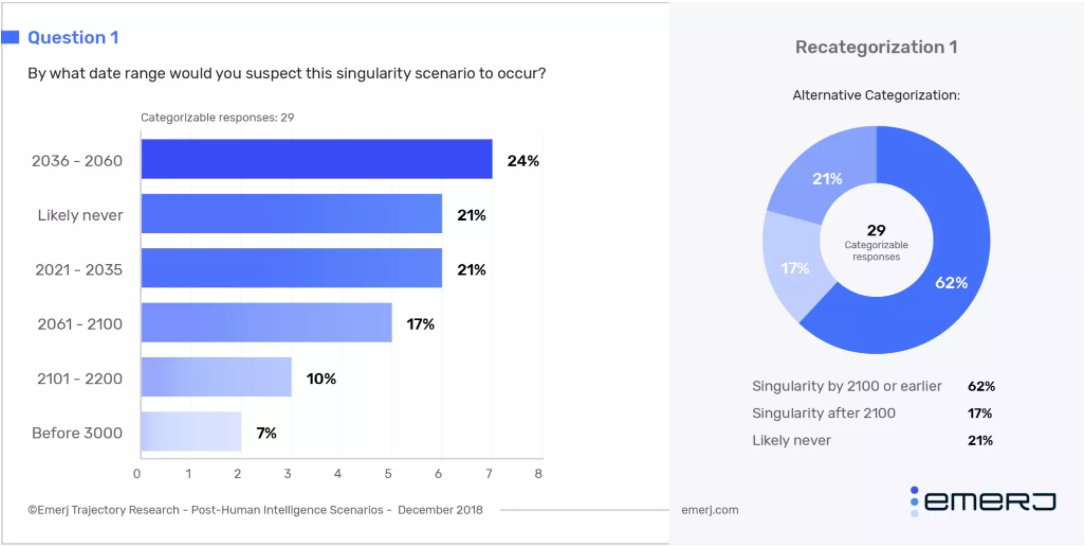 Question 1
By what date range would you suspect this singularity scenario to occur?
Categorizable responses: 29
2036 - 2060
24%
Likely never
21%
2021 - 2035
21%
2061 - 2100
17%
2101 - 2200
10%
Before 3000
7%
0 1 2 3 4 5 6 7 8
©Emerj Trajectory Research - Post-Human Intelligence Scenarios - December 2018
emerj.com
Recategorization 1
Alternative Categorization:
21%
17%
62%
29
Categorizable
responses
Singularity by 2100 or earlier 62%
Singularity after 2100 17%
Likely never 21%
emerj